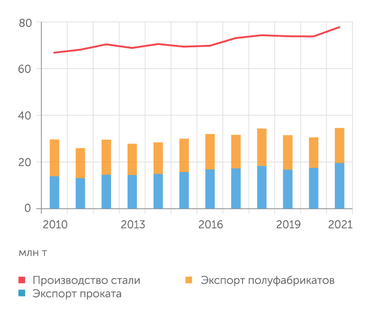 80
60
40
20
0
2010 2013 2016 2019 2021
млн т
Производство стали
Экспорт полуфабрикатов
Экспорт проката